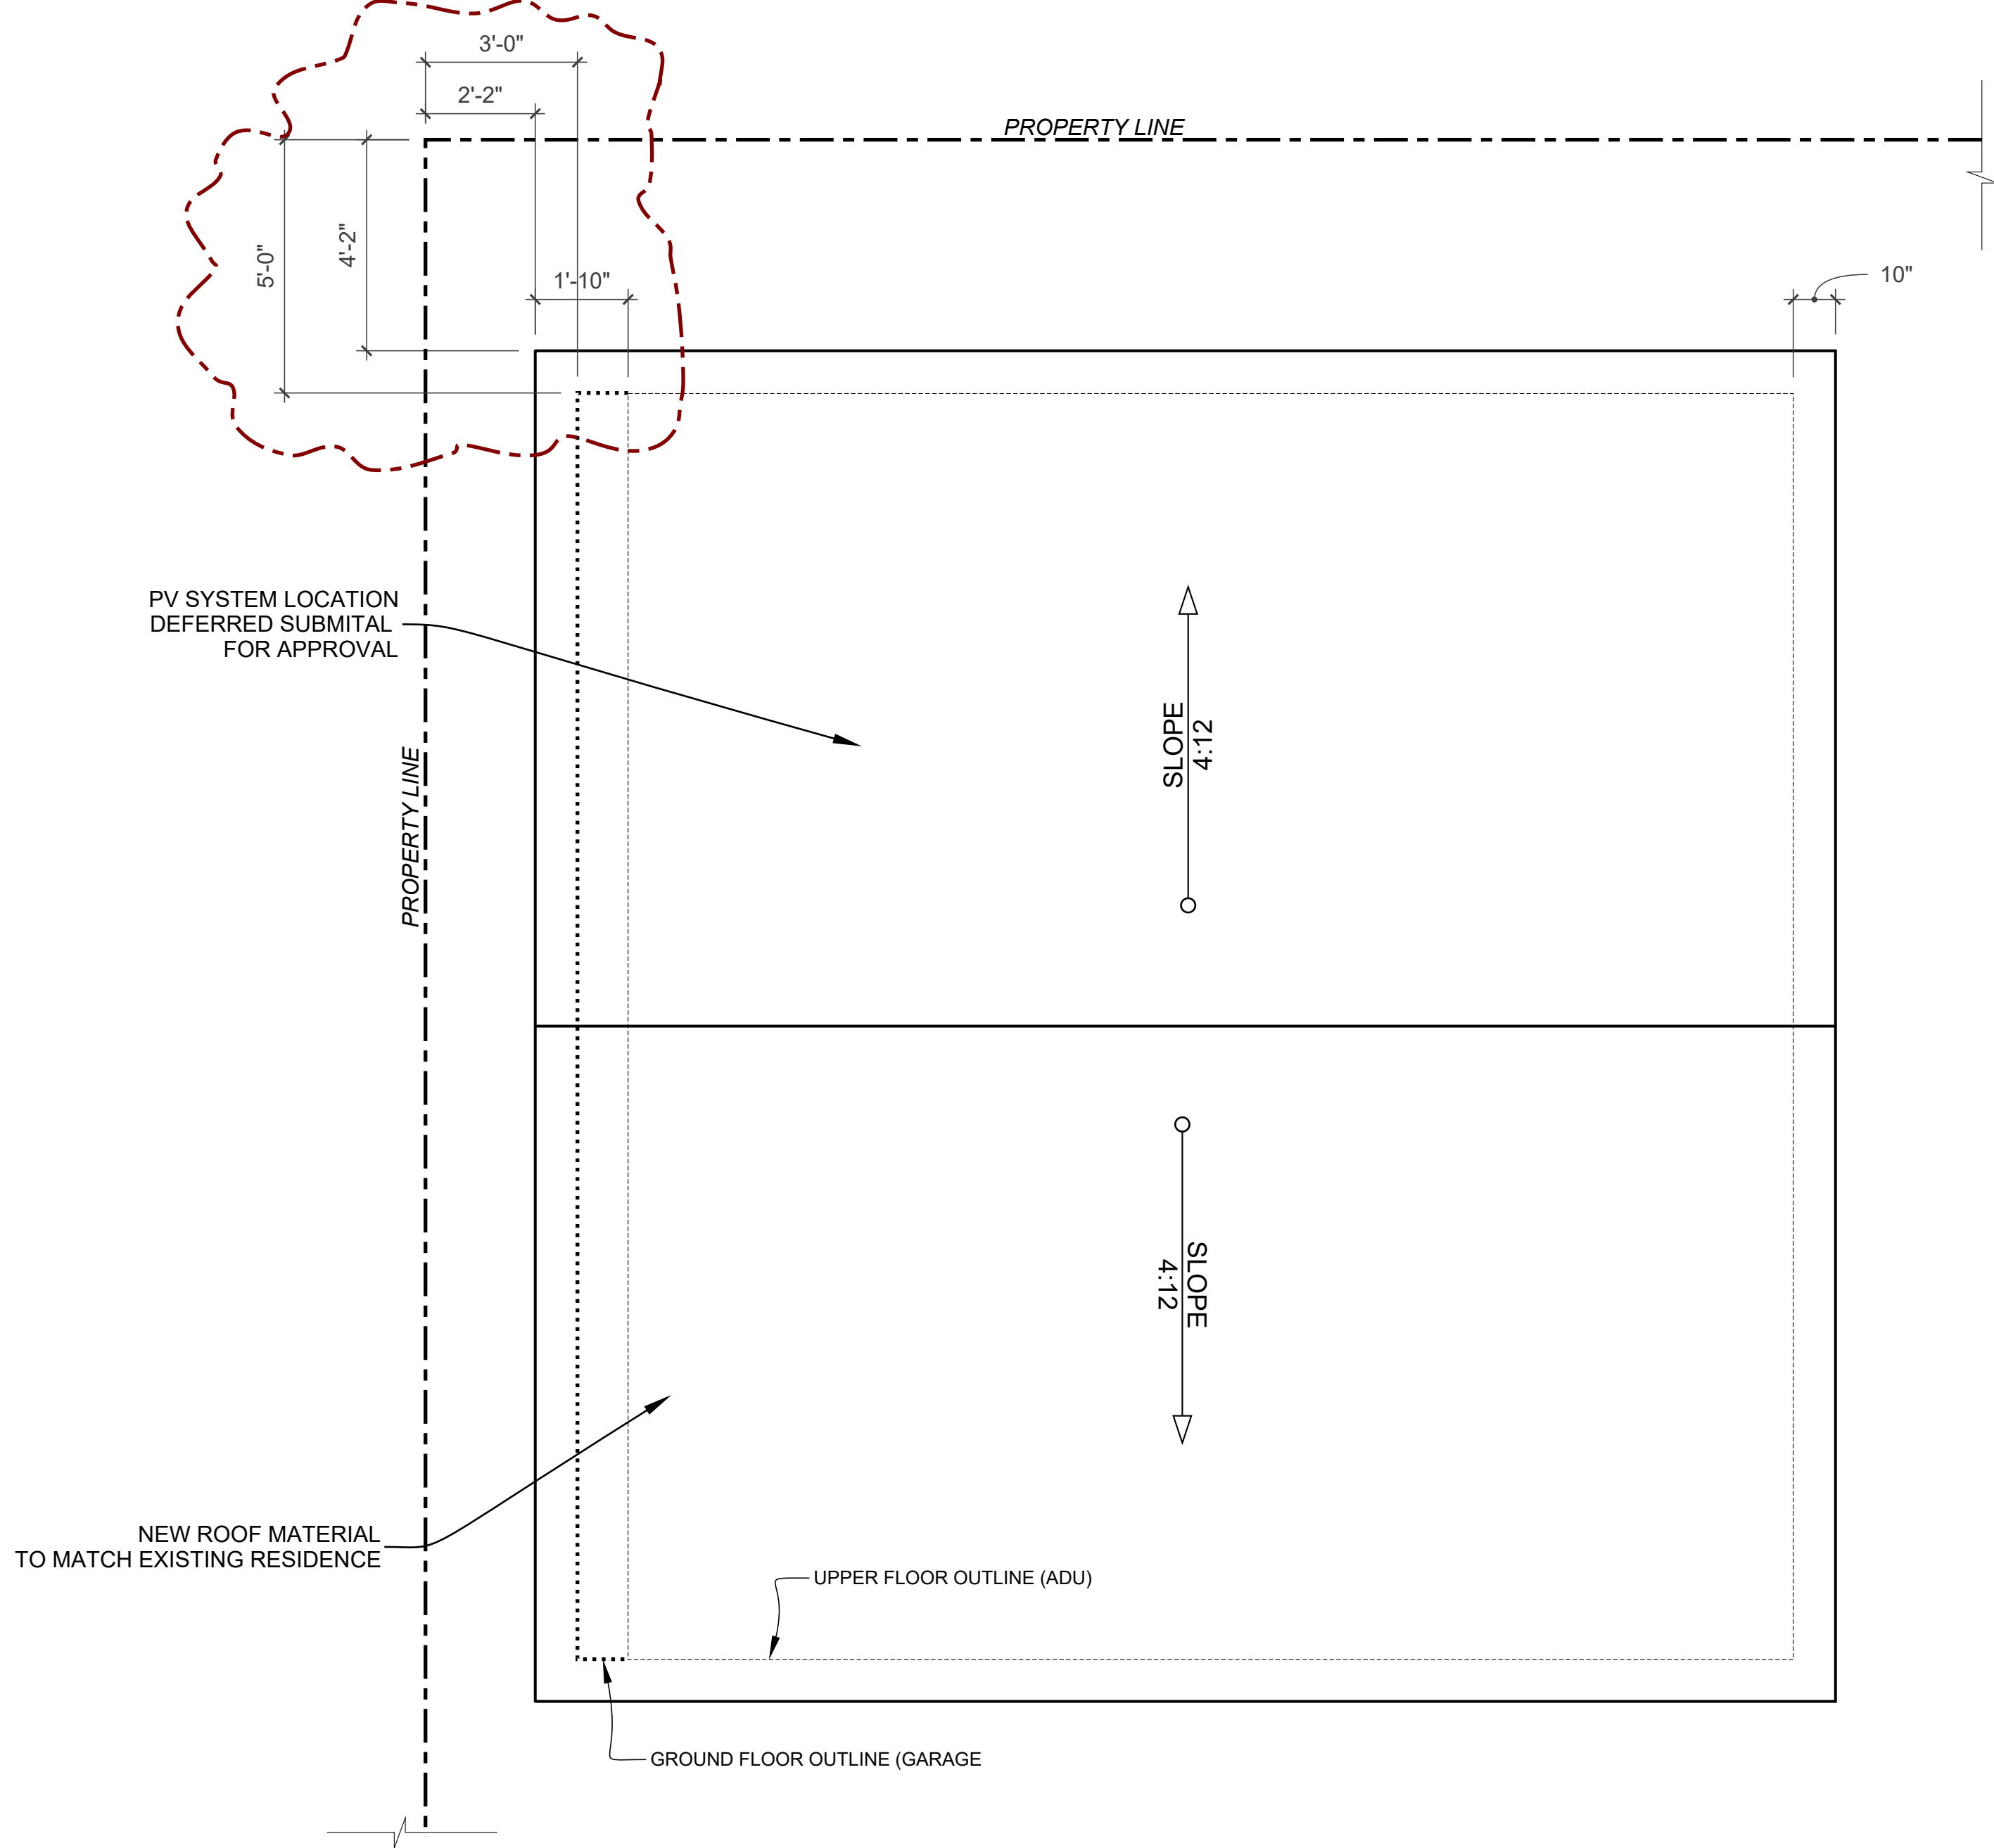 3'-0"
2'-2"
PROPERTY LINE
5'-0"
4'-2"
1'-10"
10"
PV SYSTEM LOCATION
DEFERRED SUBMITAL
FOR APPROVAL
SLOPE
4:12
PROPERTY LINE
SLOPE
4:12
NEW ROOF MATERIAL
TO MATCH EXISTING RESIDENCE
UPPER FLOOR OUTLINE (ADU)
GROUND FLOOR OUTLINE (GARAGE